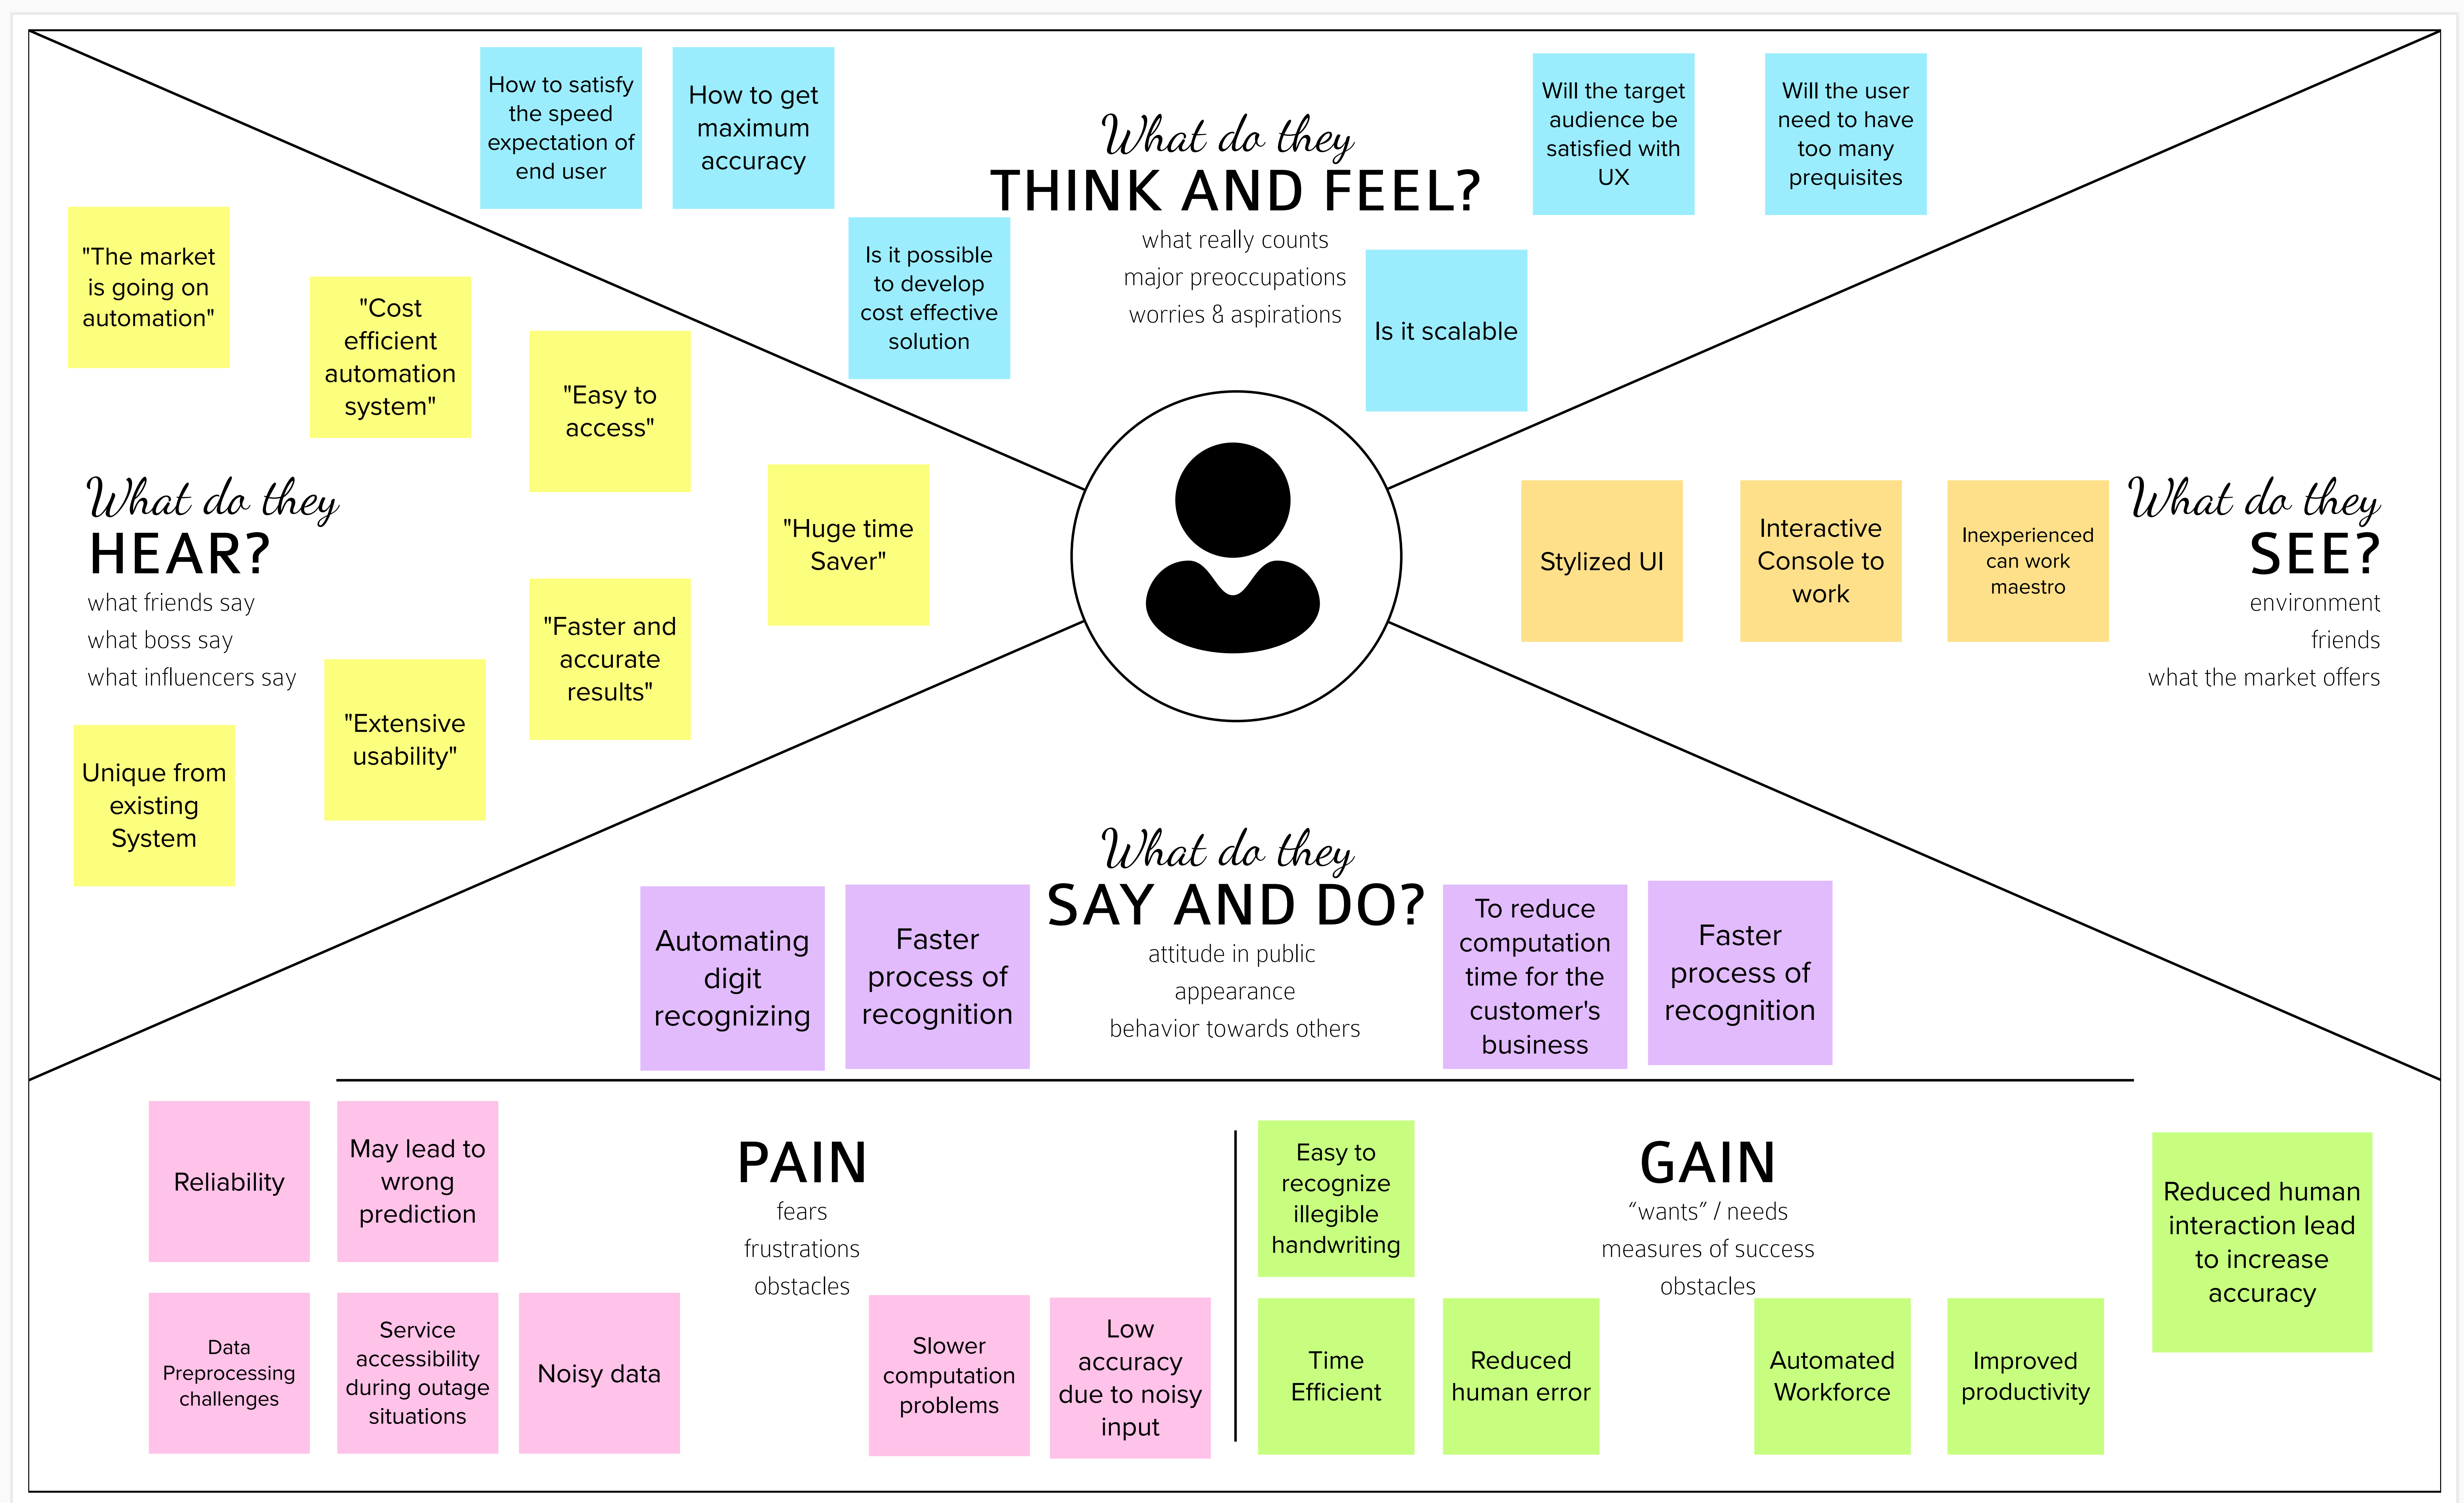 How to satisfy
the speed
expectation of
end user
How to get
maximum
accuracy
What do they
THINK AND FEEL?
what really counts
major preoccupations
worries & aspirations
Will the target
audience be
satisfied with
UX
Will the user
need to have
too many
prequisites
Is it possible
to develop
cost effective
solution
Is it scalable
"The market
is going on
automation"
"Cost
efficient
automation
system"
"Easy to
access"
"Huge time
Saver"
What do they
HEAR?
what friends say
what boss say
what influencers say
"Faster and
accurate
results"
"Extensive
usability"
Unique from
existing
System
Stylized UI
Interactive
Console to
work
Inexperienced
can work
maestro
What do they
SEE?
environment
friends
what the market offers
What do they
SAY AND DO?
attitude in public
appearance
behavior towards others
Automating
digit
recognizing
Faster
process of
recognition
To reduce
computation
time for the
customer's
business
Faster
process of
recognition
PAIN
fears
frustrations
obstacles
Reliability
May lead to
wrong
prediction
Data
Preprocessing
challenges
Service
accessibility
during outage
situations
Noisy data
Slower
computation
problems
Low
accuracy
due to noisy
input
GAIN
“wants” / needs
measures of success
obstacles
Easy to
recognize
illegible
handwriting
Time
Efficient
Reduced
human error
Automated
Workforce
Improved
productivity
Reduced human
interaction lead
to increase
accuracy